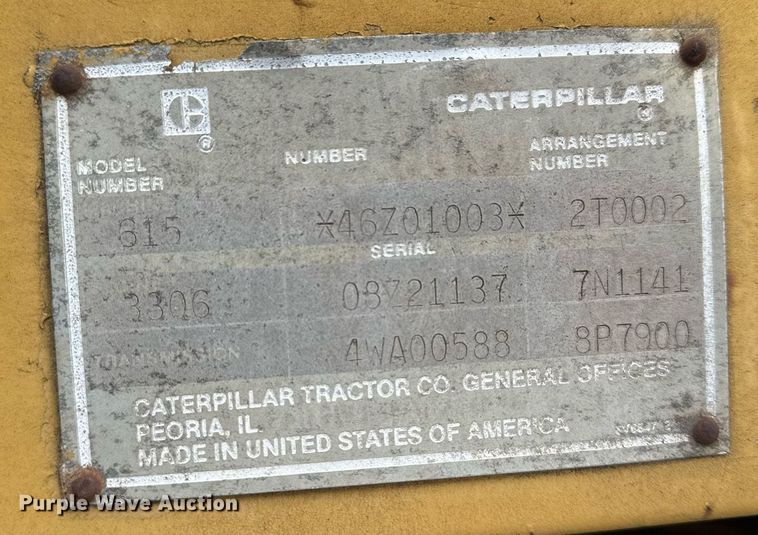 CATERPILLAR
MODEL NUMBER
NUMBER
ARRANGEMENT NUMBER
615 *46Z01003* 2T0002
SERIAL
3306 08Z21137 7N1141
TRANSMISSION 4WA00588 8P7900
CATERPILLAR TRACTOR CO. GENERAL OFFICES
PEORIA, IL
MADE IN UNITED STATES OF AMERICA
Purple Wave Auction